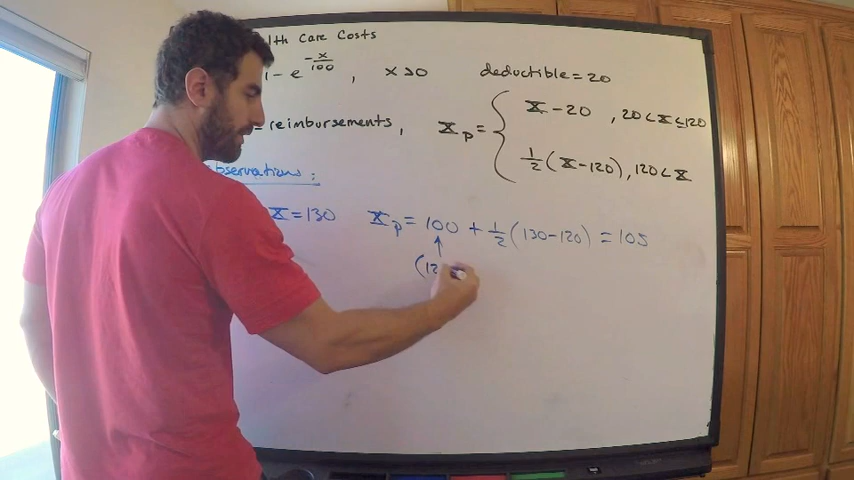 lth Care Costs
1 - e^{-x/100} , x>0 deductible = 20
= reimbursements, X_p = { X - 20 , 20 < X ≤ 120
½(X-120), 120 < X
bservations:
X = 130 X_p = 100 + ½(130-120) = 105
(12